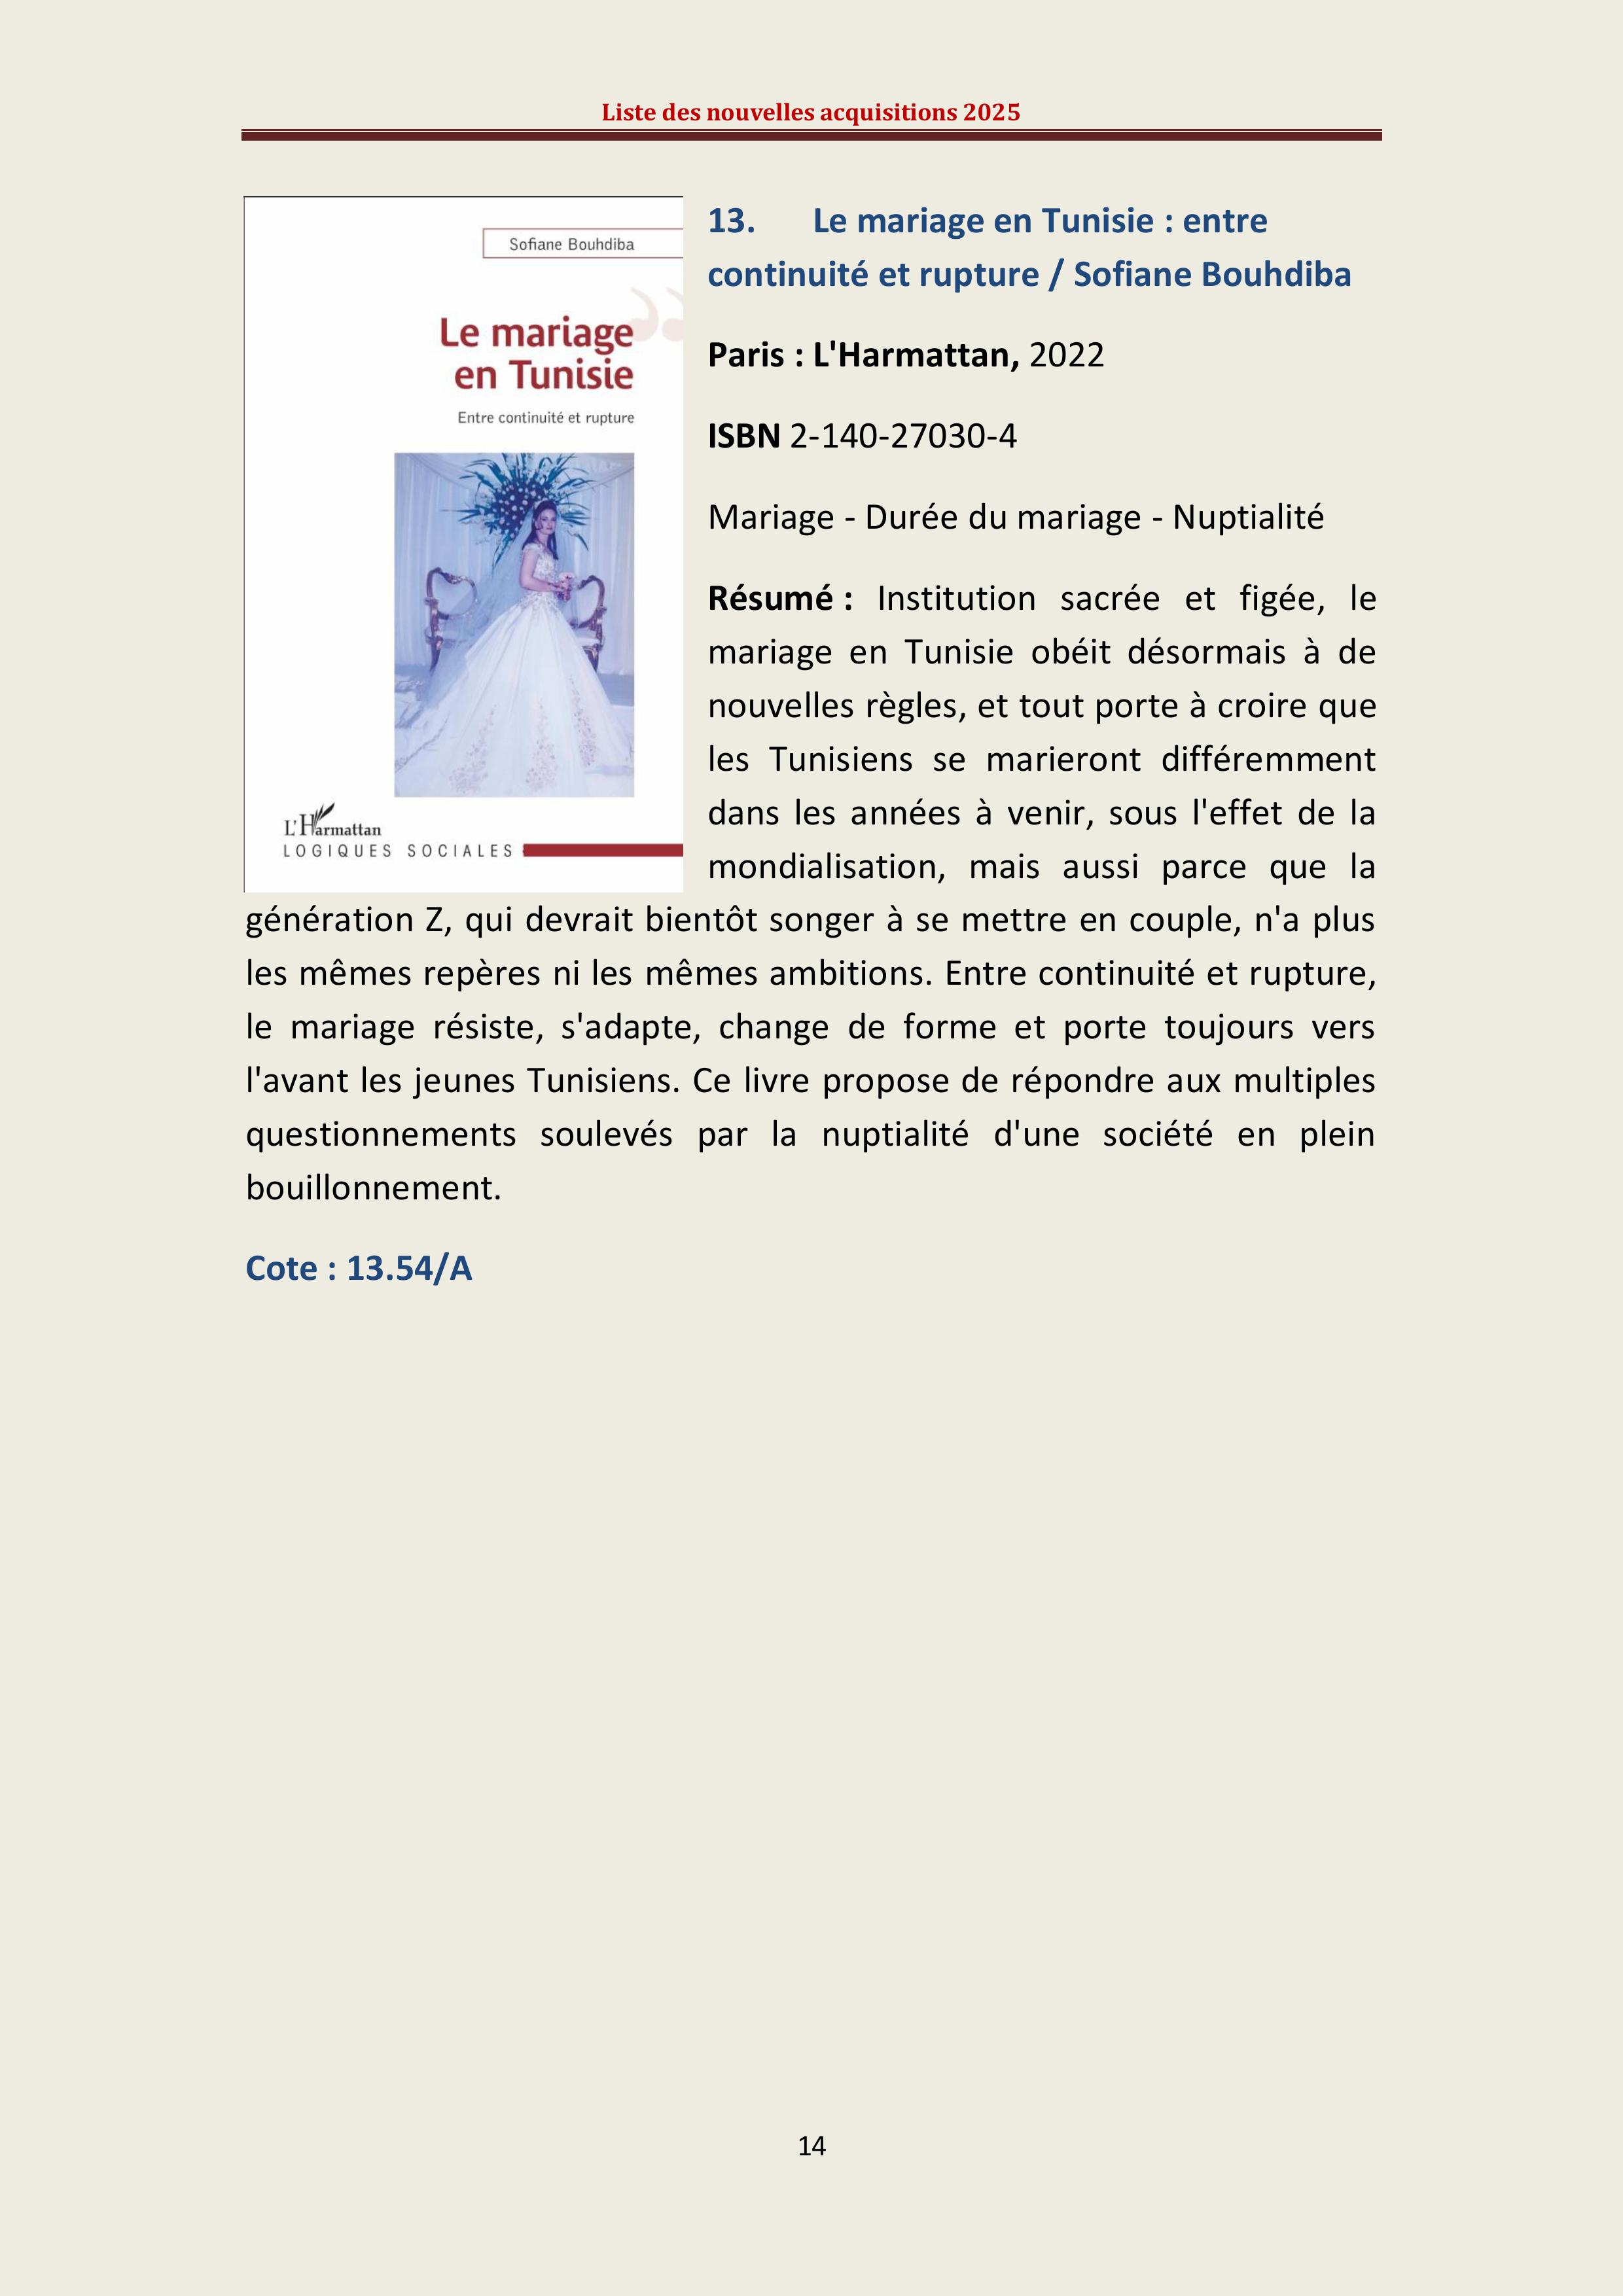 Liste des nouvelles acquisitions 2025
Sofiane Bouhdiba
Le mariage
en Tunisie
Entre continuité et rupture
L'Harmattan
LOGIQUES SOCIALES
13. Le mariage en Tunisie : entre
continuité et rupture / Sofiane Bouhdiba
Paris : L'Harmattan, 2022
ISBN 2-140-27030-4
Mariage - Durée du mariage - Nuptialité
Résumé : Institution sacrée et figée, le
mariage en Tunisie obéit désormais à de
nouvelles règles, et tout porte à croire que
les Tunisiens se marieront différemment
dans les années à venir, sous l'effet de la
mondialisation, mais aussi parce que la
génération Z, qui devrait bientôt songer à se mettre en couple, n'a plus
les mêmes repères ni les mêmes ambitions. Entre continuité et rupture,
le mariage résiste, s'adapte, change de forme et porte toujours vers
l'avant les jeunes Tunisiens. Ce livre propose de répondre aux multiples
questionnements soulevés par la nuptialité d'une société en plein
bouillonnement.
Cote : 13.54/A
14